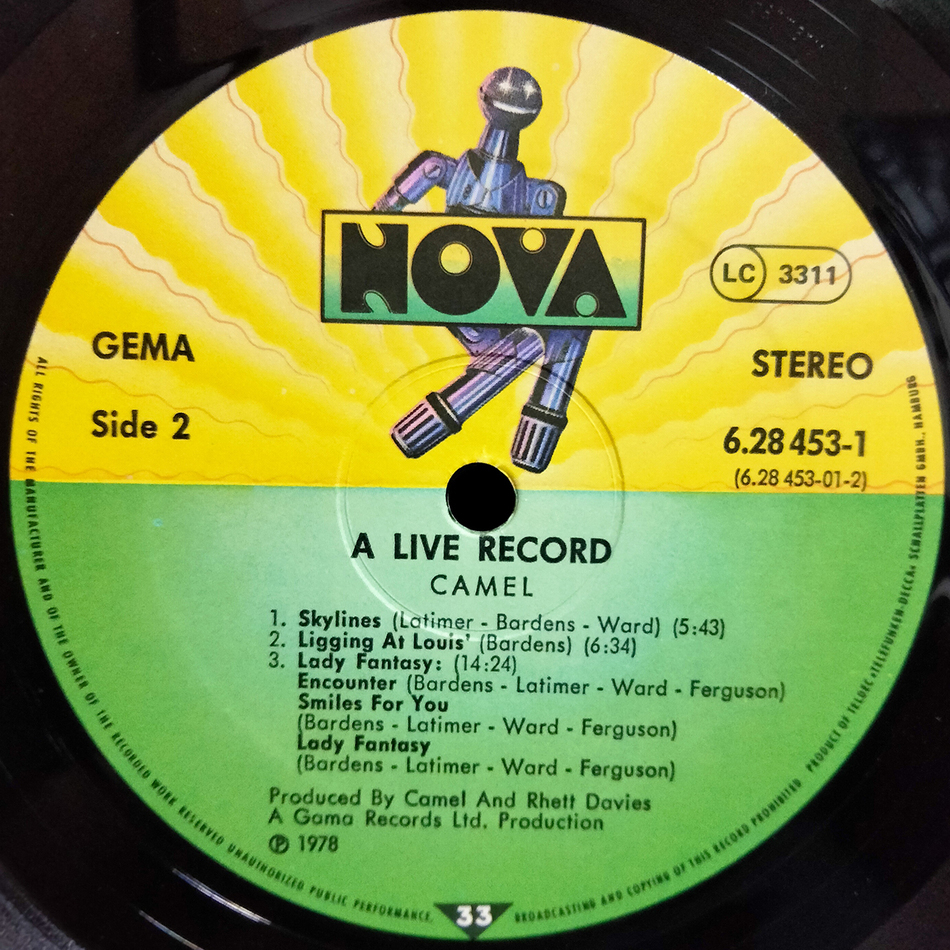 NOVA
LC 3311
GEMA
STEREO
Side 2
6.28 453-1
(6.28 453-01-2)
A LIVE RECORD
CAMEL
1. Skylines (Latimer - Bardens - Ward) (5:43)
2. Ligging At Louis' (Bardens) (6:34)
3. Lady Fantasy: (14:24)
Encounter (Bardens - Latimer - Ward - Ferguson)
Smiles For You
(Bardens - Latimer - Ward - Ferguson)
Lady Fantasy
(Bardens - Latimer - Ward - Ferguson)
Produced By Camel And Rhett Davies
A Gama Records Ltd. Production
℗ 1978
ALL RIGHTS OF THE MANUFACTURER AND OF THE OWNER OF THE RECORDED WORK RESERVED UNAUTHORIZED PUBLIC PERFORMANCE,
33
BROADCASTING AND COPYING OF THIS RECORD PROHIBITED PRODUCT OF TELDEC »TELEFUNKEN-DECCA« SCHALLPLATTEN GMBH., HAMBURG